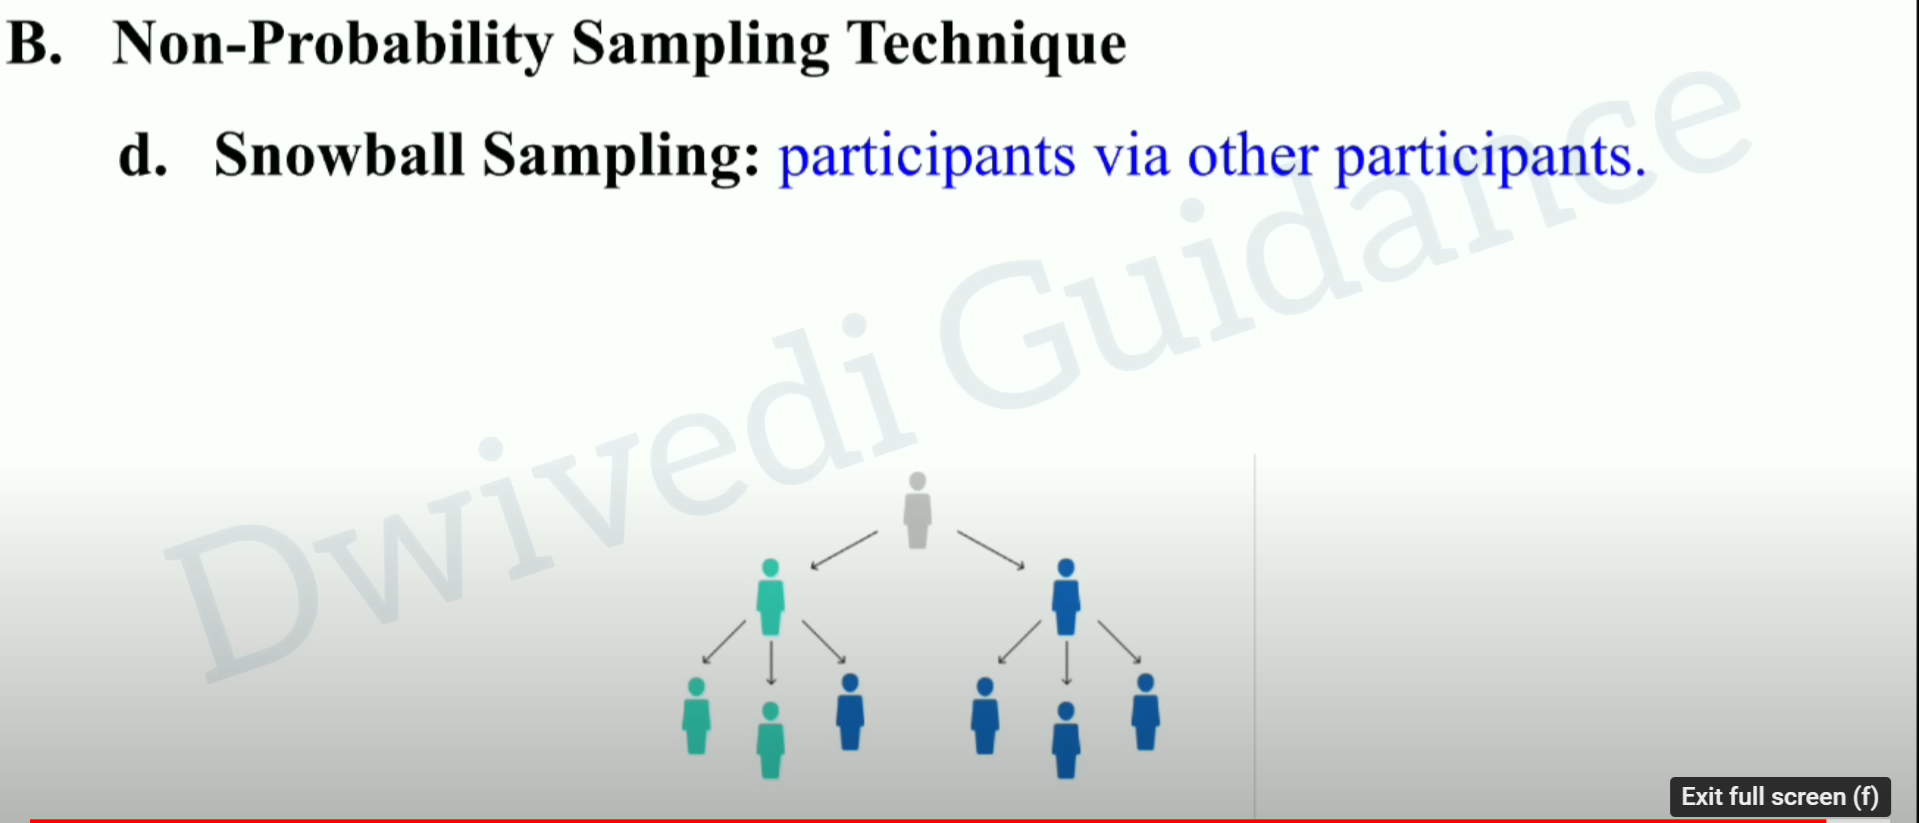 B. Non-Probability Sampling Technique
d. Snowball Sampling: participants via other participants.
Dwivedi Guidance
Exit full screen (f)